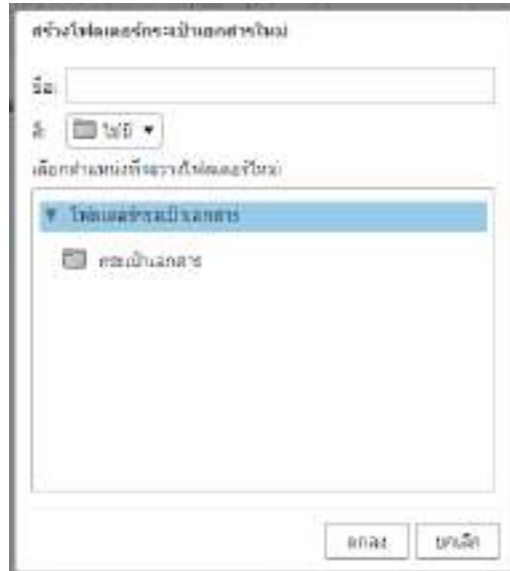 สร้างโฟลเดอร์กระเป๋าเอกสารใหม่
ชื่อ:
สี: ไม่มี
เลือกตำแหน่งที่จะวางโฟลเดอร์ใหม่:
โฟลเดอร์กระเป๋าเอกสาร
กระเป๋าเอกสาร
ตกลง ยกเลิก